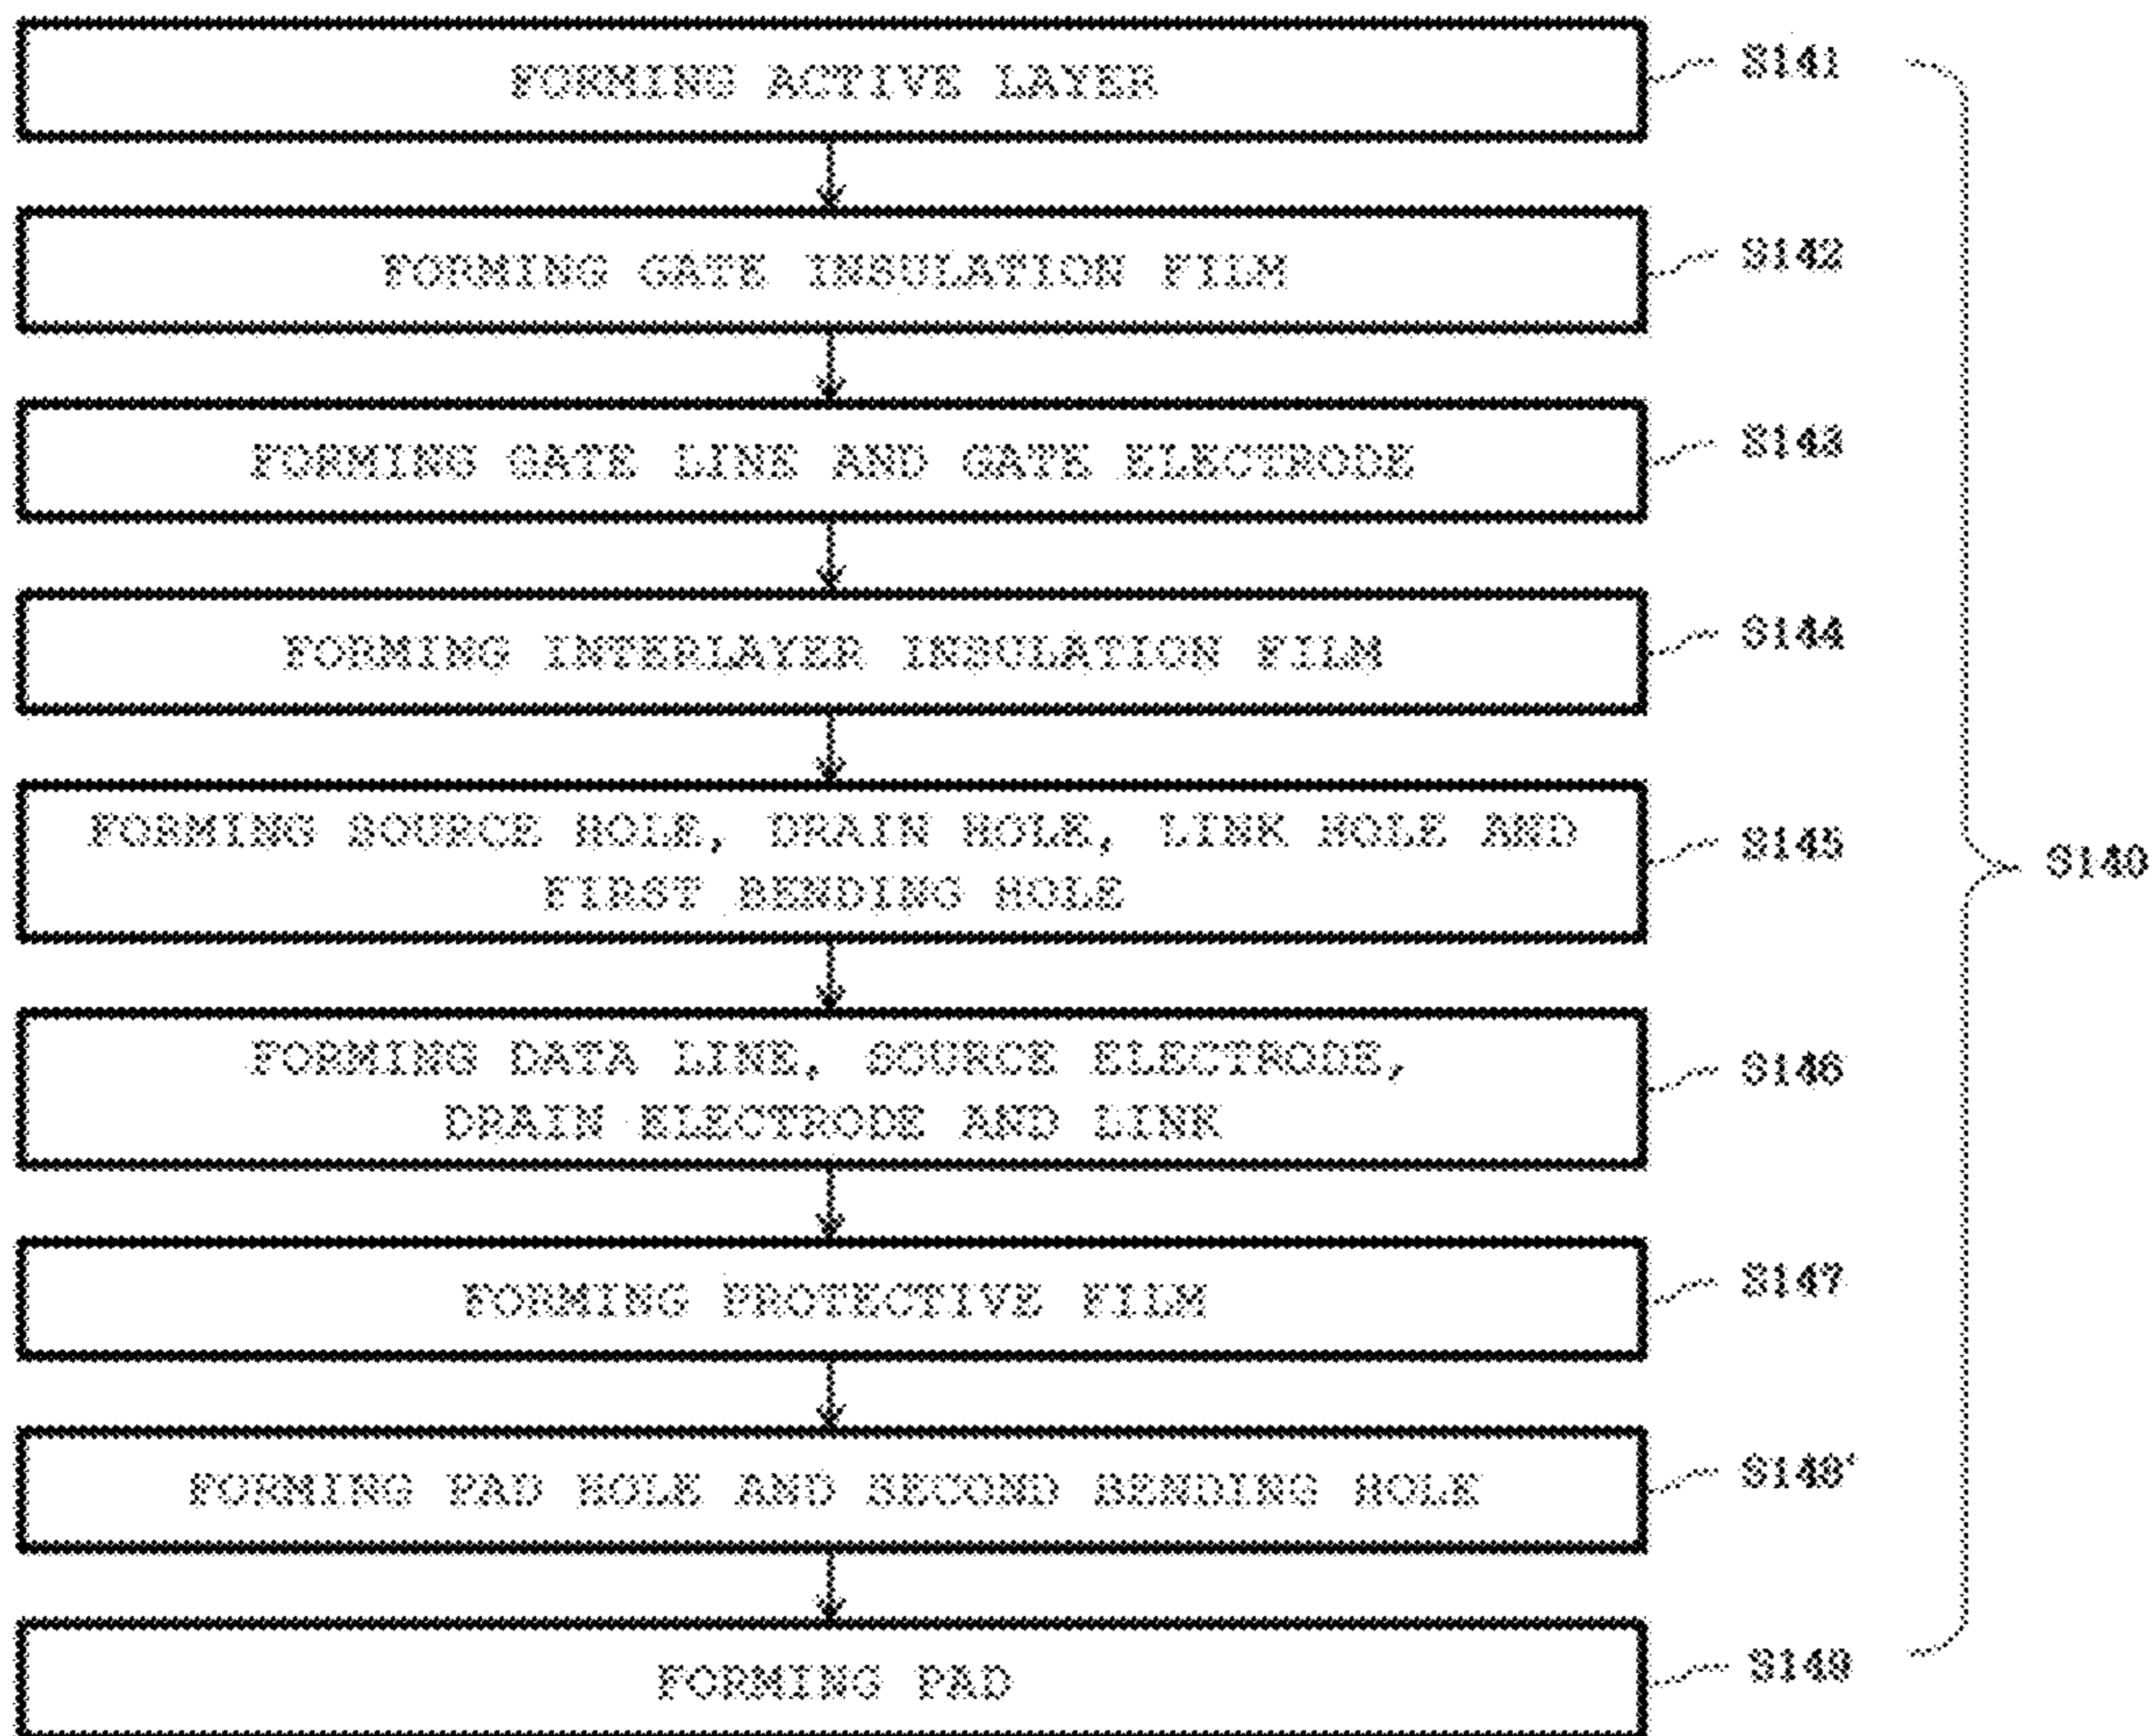 FORMING ACTIVE LAYER
S141
FORMING GATE INSULATION FILM
S142
FORMING GATE LINE AND GATE ELECTRODE
S143
FORMING INTERLAYER INSULATION FILM
S144
FORMING SOURCE HOLE, DRAIN HOLE, LINK HOLE AND
FIRST BENDING HOLE
S145
S140
FORMING DATA LINE, SOURCE ELECTRODE,
DRAIN ELECTRODE AND LINK
S146
FORMING PROTECTIVE FILM
S147
FORMING PAD HOLE AND SECOND BENDING HOLE
S148'
FORMING PAD
S149